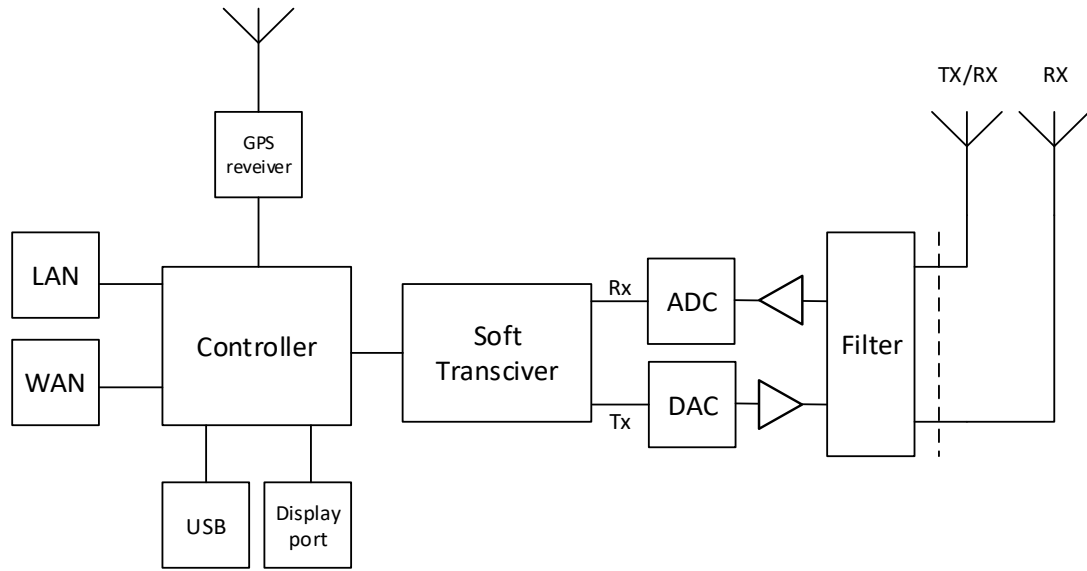 TX/RX
RX
GPS
reveiver
LAN
Rx
ADC
Controller
Soft
Transciver
Filter
WAN
DAC
Tx
USB
Display
port